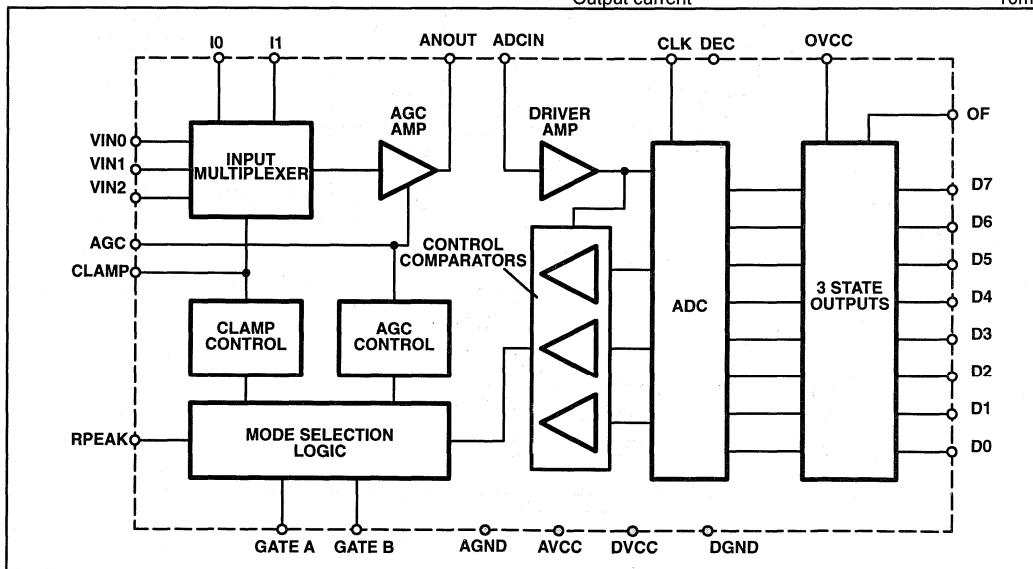 Output current
I0 I1 ANOUT ADCIN CLK DEC OVCC
AGC
AMP
DRIVER
AMP
OF
VIN0
VIN1
VIN2
INPUT
MULTIPLEXER
D7
D6
AGC
CONTROL
COMPARATORS
D5
CLAMP
ADC
3 STATE
OUTPUTS
D4
CLAMP
CONTROL
AGC
CONTROL
D3
D2
D1
RPEAK
MODE SELECTION
LOGIC
D0
GATE A GATE B AGND AVCC DVCC DGND